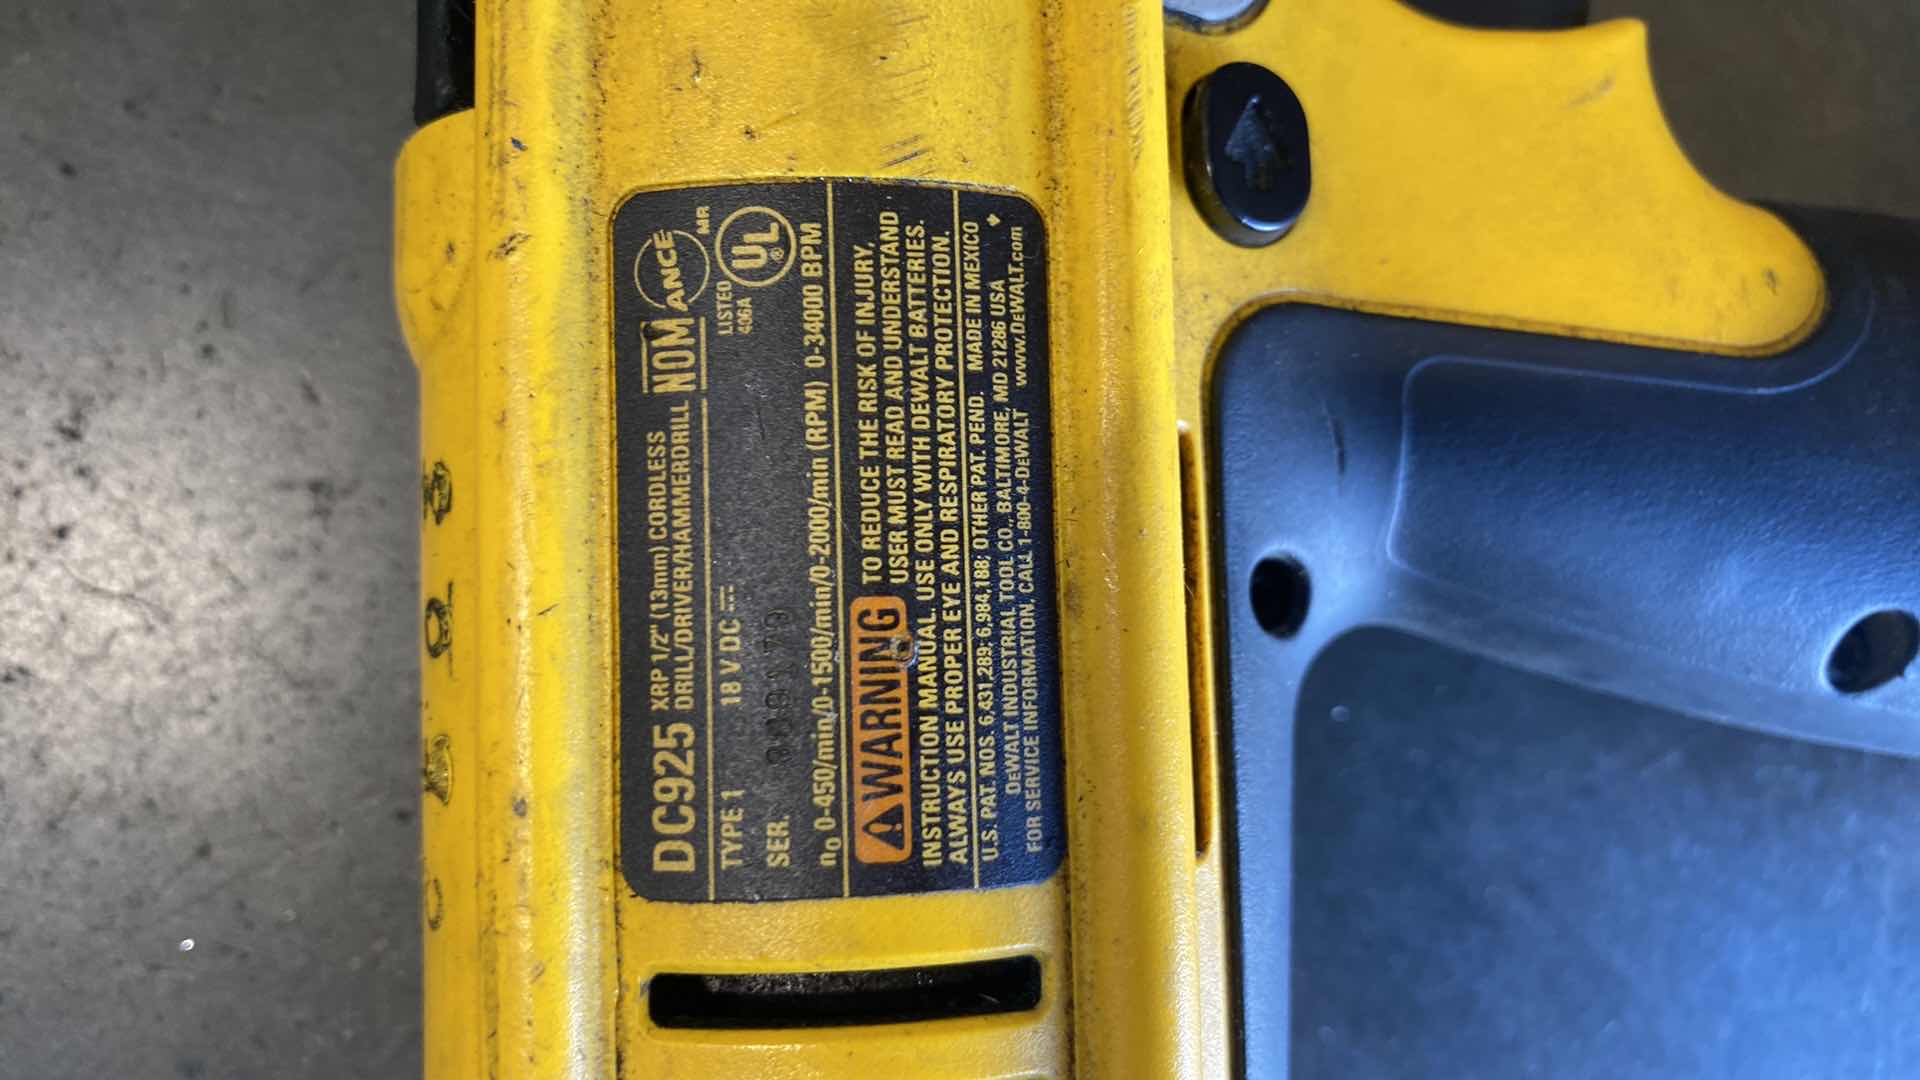 DC925 XRP 1/2" (13mm) CORDLESS
DRILL/DRIVER/HAMMERDRILL
NOM
ANCE
MR
TYPE 1 18 V DC
LISTED
406A
UL
®
SER.
n0 0-450/min/0-1500/min/0-2000/min (RPM) 0-34000 BPM
WARNING TO REDUCE THE RISK OF INJURY,
USER MUST READ AND UNDERSTAND
INSTRUCTION MANUAL. USE ONLY WITH DEWALT BATTERIES.
ALWAYS USE PROPER EYE AND RESPIRATORY PROTECTION.
U.S. PAT. NOS. 6,431,289; 6,984,188; OTHER PAT. PEND. MADE IN MEXICO
DEWALT INDUSTRIAL TOOL CO., BALTIMORE, MD 21286 USA
FOR SERVICE INFORMATION, CALL 1-800-4-DEWALT www.DEWALT.com